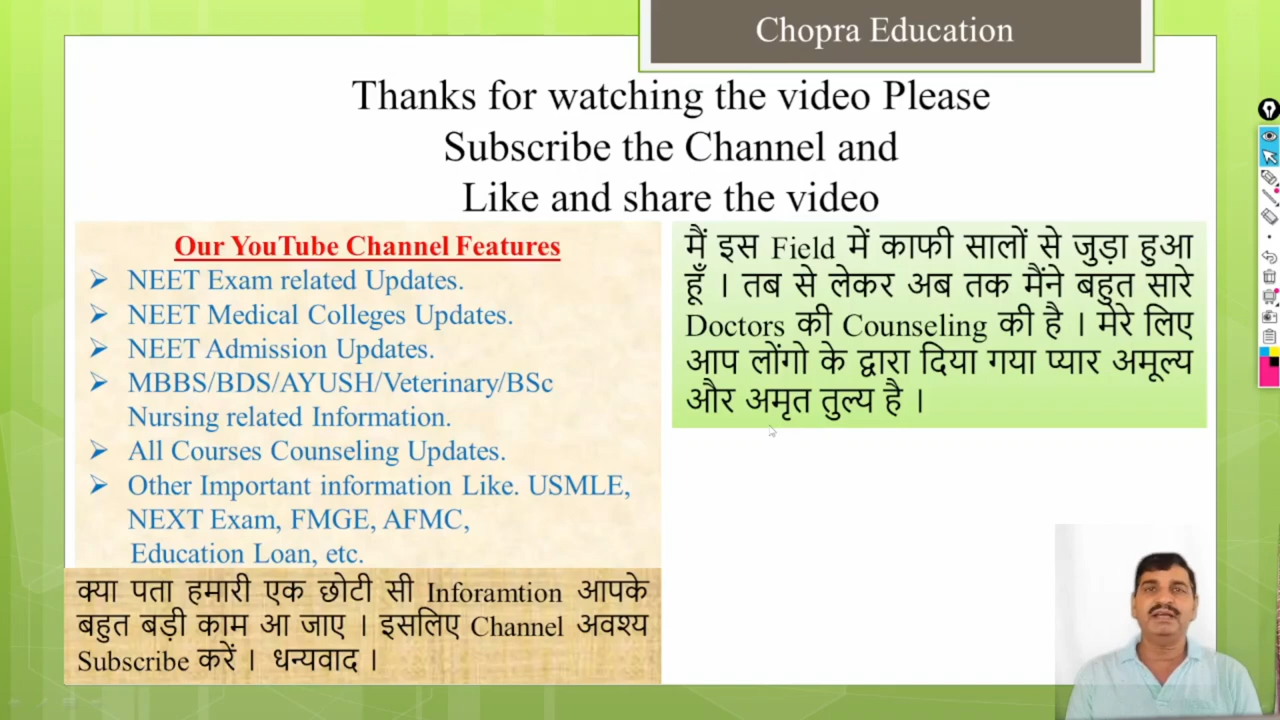 Chopra Education
Thanks for watching the video Please
Subscribe the Channel and
Like and share the video
Our YouTube Channel Features
➢ NEET Exam related Updates.
➢ NEET Medical Colleges Updates.
➢ NEET Admission Updates.
➢ MBBS/BDS/AYUSH/Veterinary/BSc
Nursing related Information.
➢ All Courses Counseling Updates.
➢ Other Important information Like. USMLE,
NEXT Exam, FMGE, AFMC,
Education Loan, etc.
क्या पता हमारी एक छोटी सी Inforamtion आपके
बहुत बड़ी काम आ जाए । इसलिए Channel अवश्य
Subscribe करें । धन्यवाद ।
मैं इस Field में काफी सालों से जुड़ा हुआ
हूँ । तब से लेकर अब तक मैंने बहुत सारे
Doctors की Counseling की है । मेरे लिए
आप लोंगो के द्वारा दिया गया प्यार अमूल्य
और अमृत तुल्य है ।